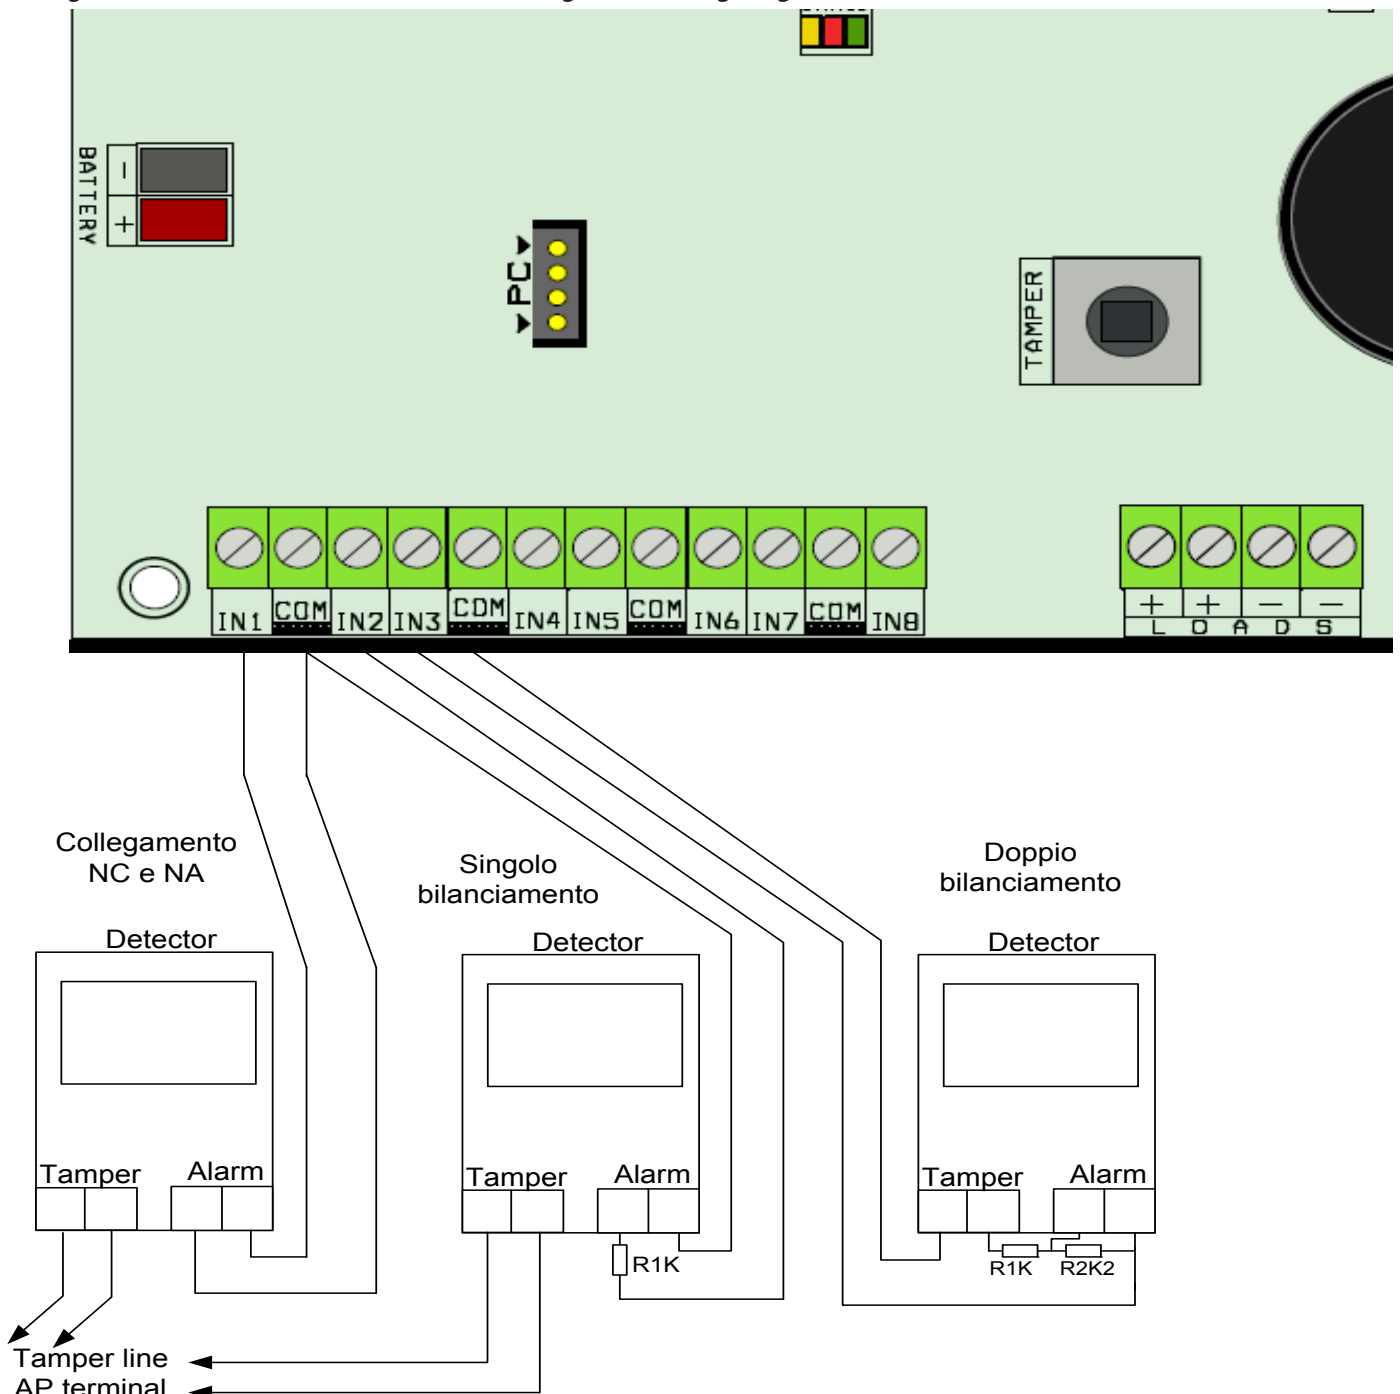 BATTERY
−
+
PC
TAMPER
IN1 COM IN2 IN3 COM IN4 IN5 COM IN6 IN7 COM IN8
+ + − −
L O A D S
Collegamento
NC e NA
Singolo
bilanciamento
Doppio
bilanciamento
Detector
Detector
Detector
Tamper Alarm
Tamper Alarm
Tamper Alarm
R1K
R1K R2K2
Tamper line
AP terminal